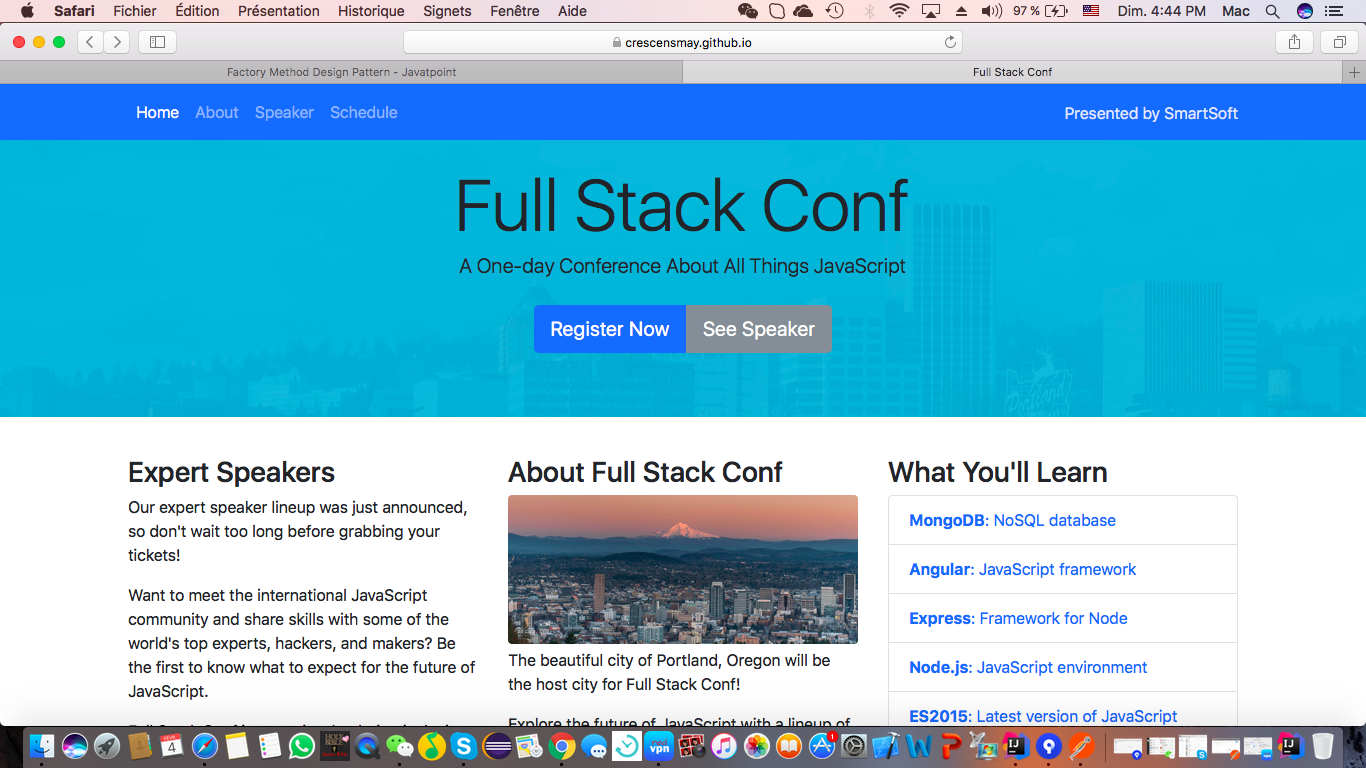 Safari Fichier Édition Présentation Historique Signets Fenêtre Aide 97 % Dim. 4:44 PM Mac
crescensmay.github.io
Factory Method Design Pattern - Javatpoint
Full Stack Conf
Home About Speaker Schedule Presented by SmartSoft
Full Stack Conf
A One-day Conference About All Things JavaScript
Register Now See Speaker
Expert Speakers
Our expert speaker lineup was just announced,
so don't wait too long before grabbing your
tickets!
Want to meet the international JavaScript
community and share skills with some of the
world's top experts, hackers, and makers? Be
the first to know what to expect for the future of
JavaScript.
About Full Stack Conf
The beautiful city of Portland, Oregon will be
the host city for Full Stack Conf!
Explore the future of JavaScript with a lineup of
What You'll Learn
MongoDB: NoSQL database
Angular: JavaScript framework
Express: Framework for Node
Node.js: JavaScript environment
ES2015: Latest version of JavaScript
4
vpn
1
IJ
IJ